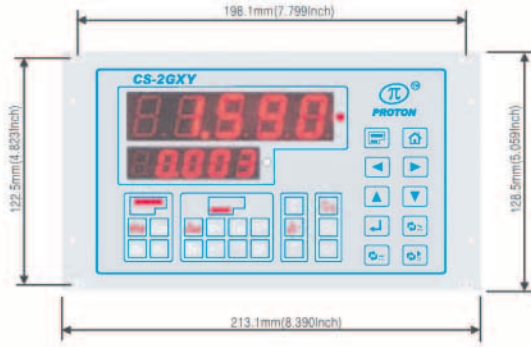 198.1mm(7.799Inch)
CS-2GXY
π
PROTON
1.590
0.003
122.5mm(4.823Inch)
128.5mm(5.059Inch)
213.1mm(8.390Inch)